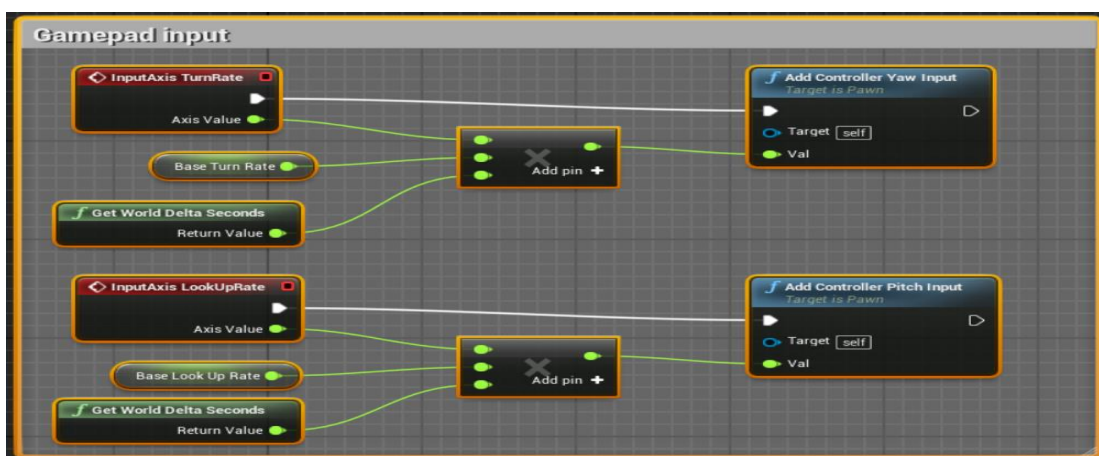 Gamepad input
InputAxis TurnRate
Axis Value
Base Turn Rate
Get World Delta Seconds
Return Value
Add pin +
Add Controller Yaw Input
Target is Pawn
Target self
Val
InputAxis LookUpRate
Axis Value
Base Look Up Rate
Get World Delta Seconds
Return Value
Add pin +
Add Controller Pitch Input
Target is Pawn
Target self
Val